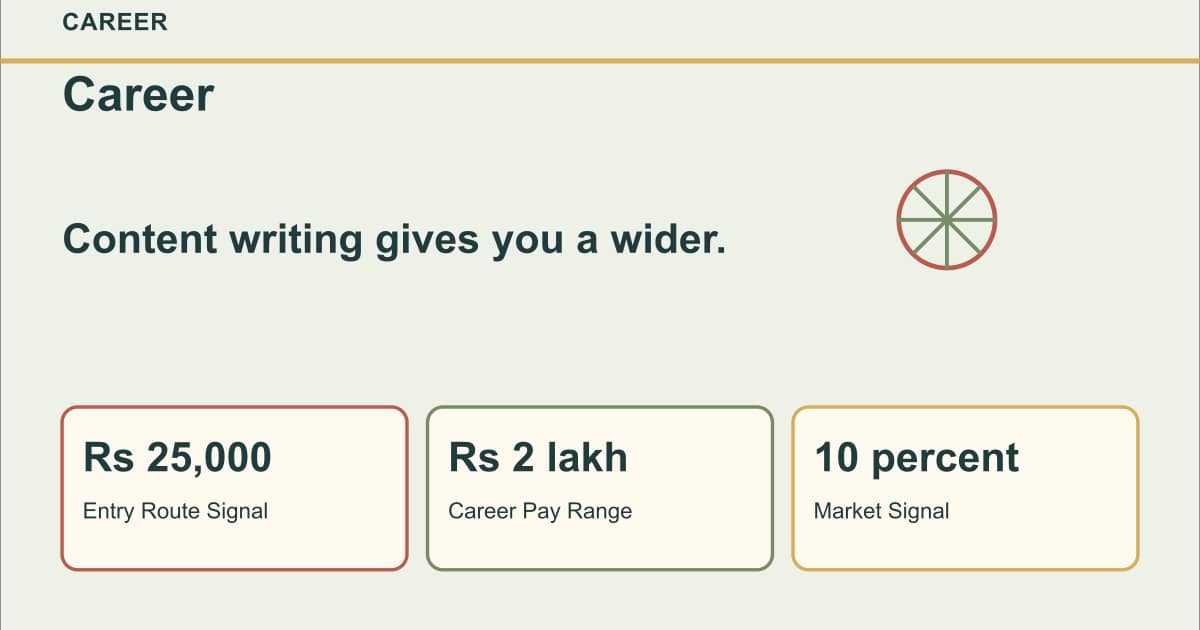 CAREER
Career
Content writing gives you a wider.
Rs 25,000
Entry Route Signal
Rs 2 lakh
Career Pay Range
10 percent
Market Signal